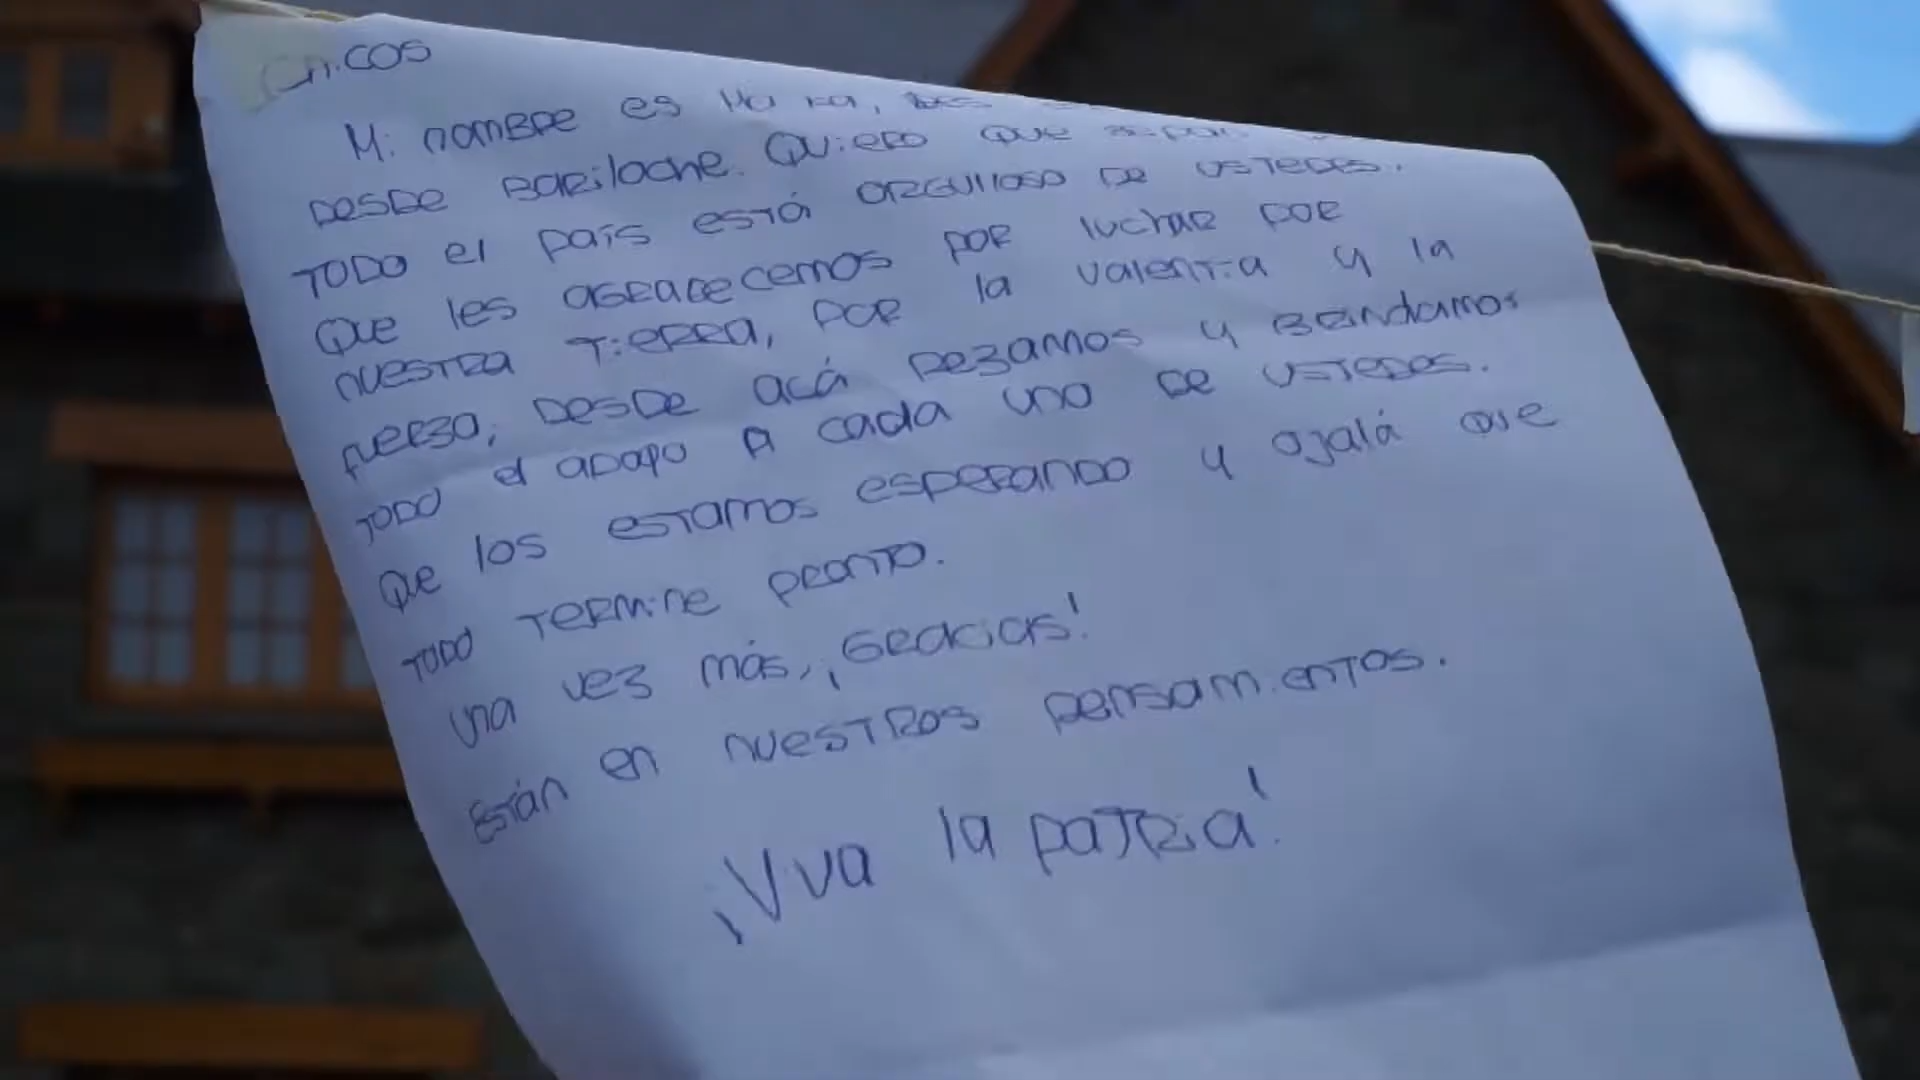 Chicos
Mi nombre es
DESDE Bariloche. Quiero que sepan
TODO el país está orgulloso de ustedes.
Que les agradecemos por luchar por
nuestra Tierra, por la valentía y la
fuerza, desde acá rezamos y brindamos
TODO el apoyo a cada uno de ustedes.
Que los estamos esperando y ojalá que
TODO termine pronto.
Una vez más, ¡Gracias!
Están en nuestros pensamientos.
¡Viva la patria!